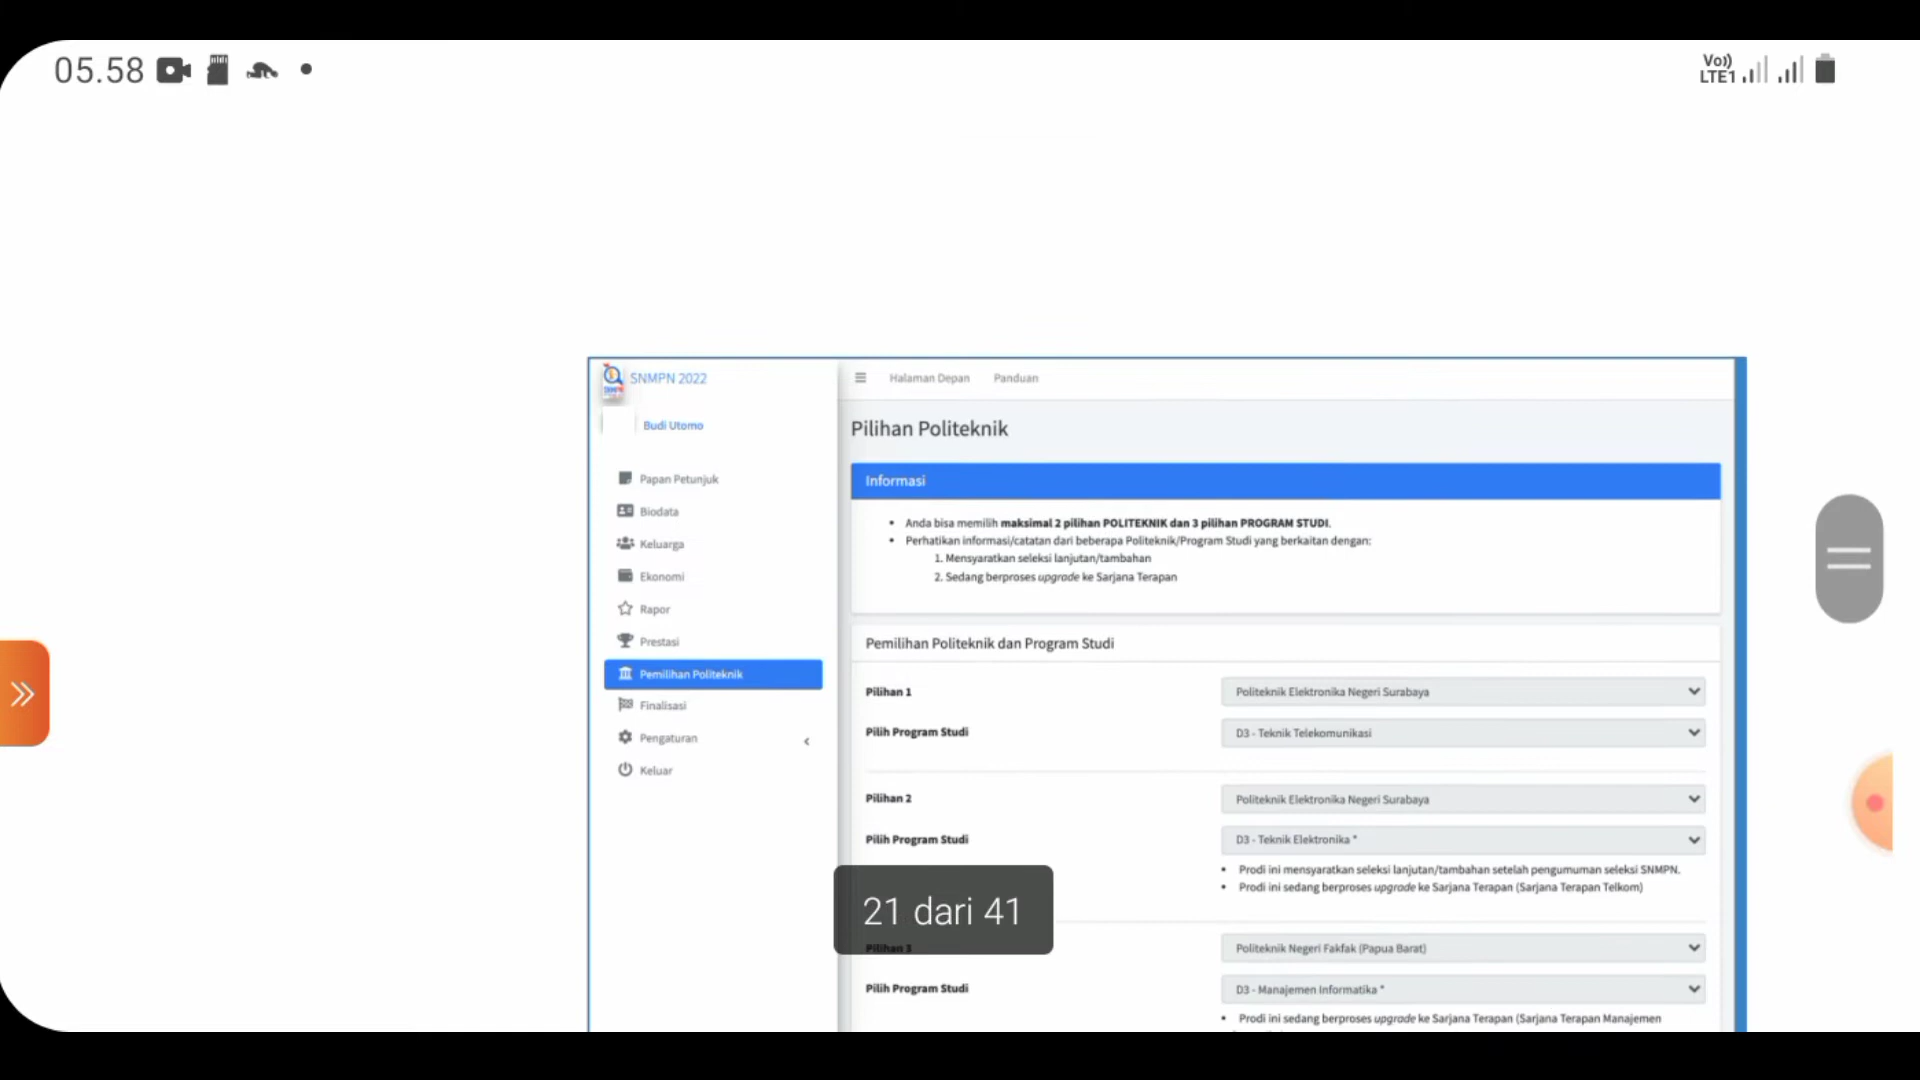 05.58
Vo))
LTE1
SNMPN 2022
Halaman Depan Panduan
Budi Utomo
Pilihan Politeknik
Papan Petunjuk
Biodata
Keluarga
Ekonomi
Rapor
Prestasi
Pemilihan Politeknik
Finalisasi
Pengaturan
Keluar
Informasi
• Anda bisa memilih maksimal 2 pilihan POLITEKNIK dan 3 pilihan PROGRAM STUDI.
• Perhatikan informasi/catatan dari beberapa Politeknik/Program Studi yang berkaitan dengan:
1. Mensyaratkan seleksi lanjutan/tambahan
2. Sedang berproses upgrade ke Sarjana Terapan
Pemilihan Politeknik dan Program Studi
Pilihan 1 Politeknik Elektronika Negeri Surabaya
Pilih Program Studi D3 - Teknik Telekomunikasi
Pilihan 2 Politeknik Elektronika Negeri Surabaya
Pilih Program Studi D3 - Teknik Elektronika *
• Prodi ini mensyaratkan seleksi lanjutan/tambahan setelah pengumuman seleksi SNMPN.
• Prodi ini sedang berproses upgrade ke Sarjana Terapan (Sarjana Terapan Telkom)
21 dari 41
Pilihan 3 Politeknik Negeri Fakfak (Papua Barat)
Pilih Program Studi D3 - Manajemen Informatika *
• Prodi ini sedang berproses upgrade ke Sarjana Terapan (Sarjana Terapan Manajemen